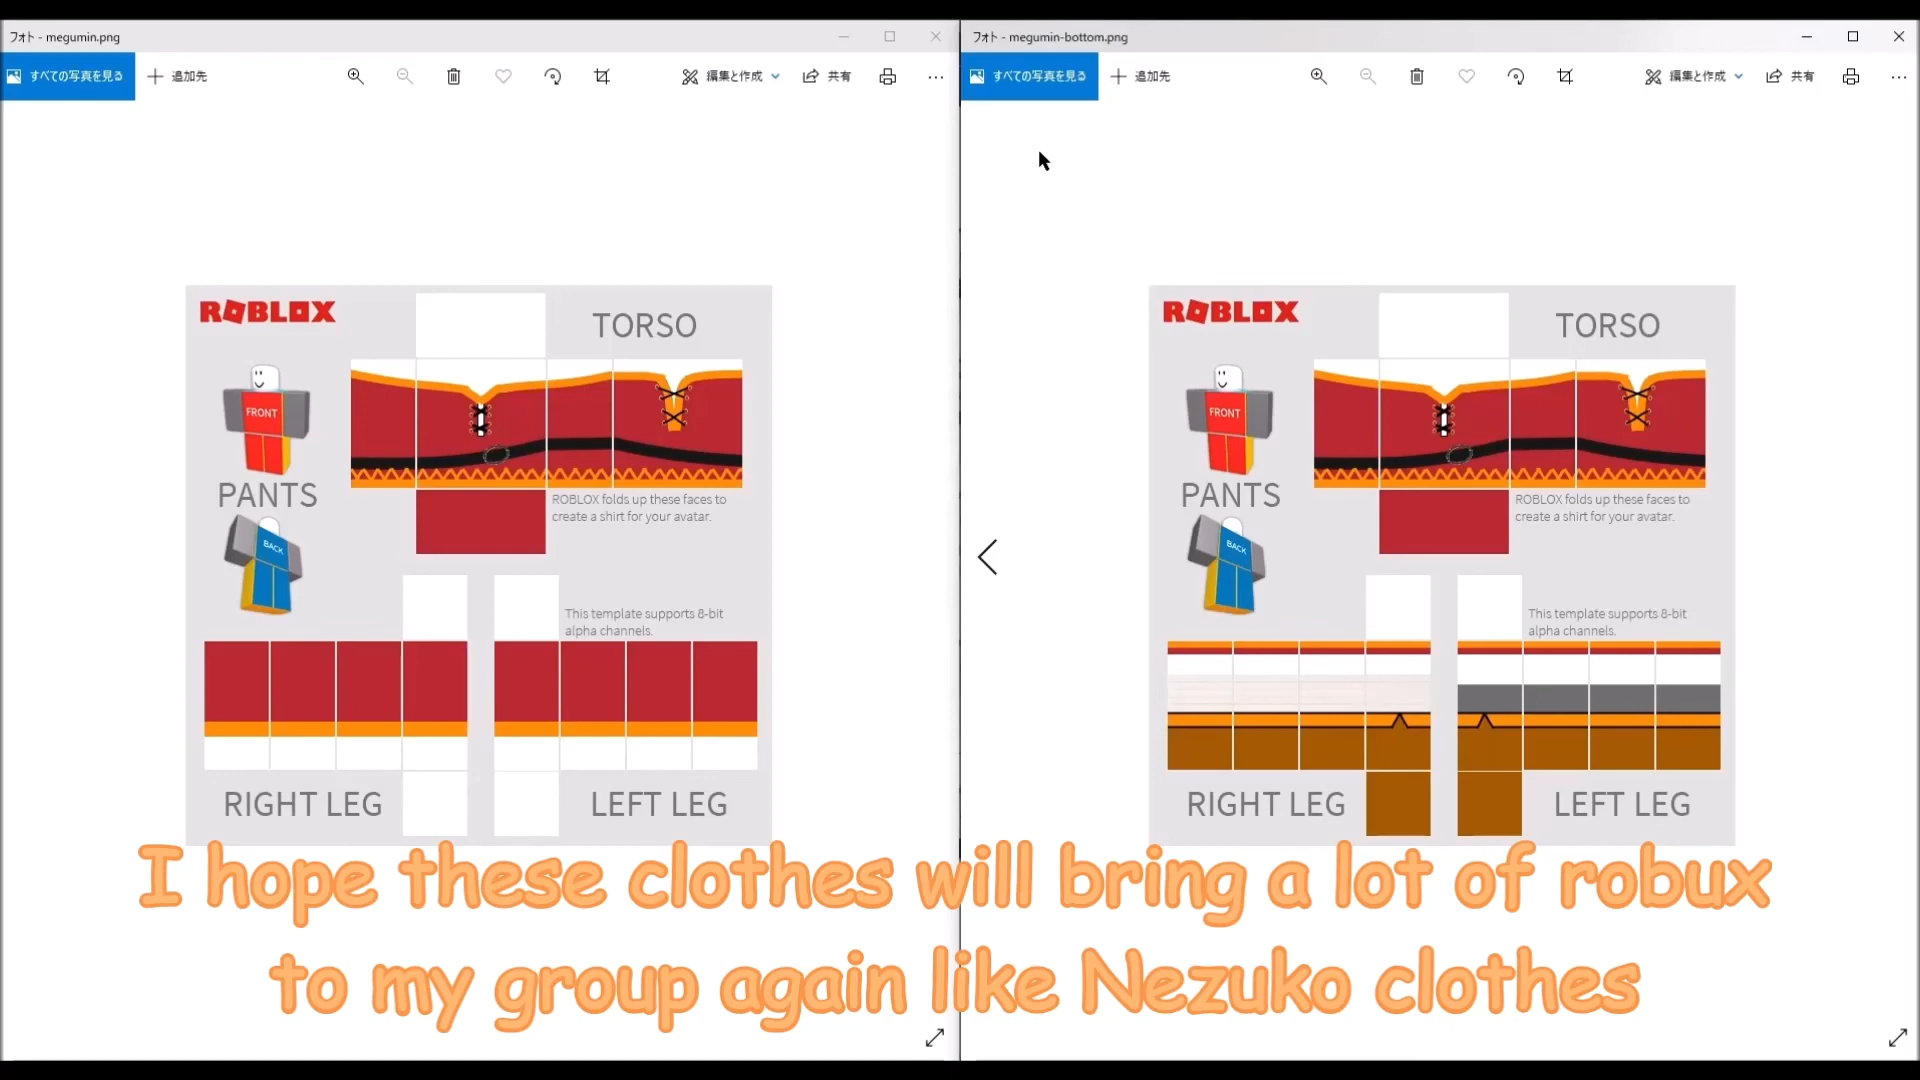 フォト - megumin.png
すべての写真を見る
追加先
編集と作成
共有
ROBLOX
TORSO
FRONT
PANTS
ROBLOX folds up these faces to
create a shirt for your avatar.
BACK
This template supports 8-bit
alpha channels.
RIGHT LEG
LEFT LEG
フォト - megumin-bottom.png
すべての写真を見る
追加先
編集と作成
共有
ROBLOX
TORSO
FRONT
PANTS
ROBLOX folds up these faces to
create a shirt for your avatar.
BACK
This template supports 8-bit
alpha channels.
RIGHT LEG
LEFT LEG
I hope these clothes will bring a lot of robux
to my group again like Nezuko clothes